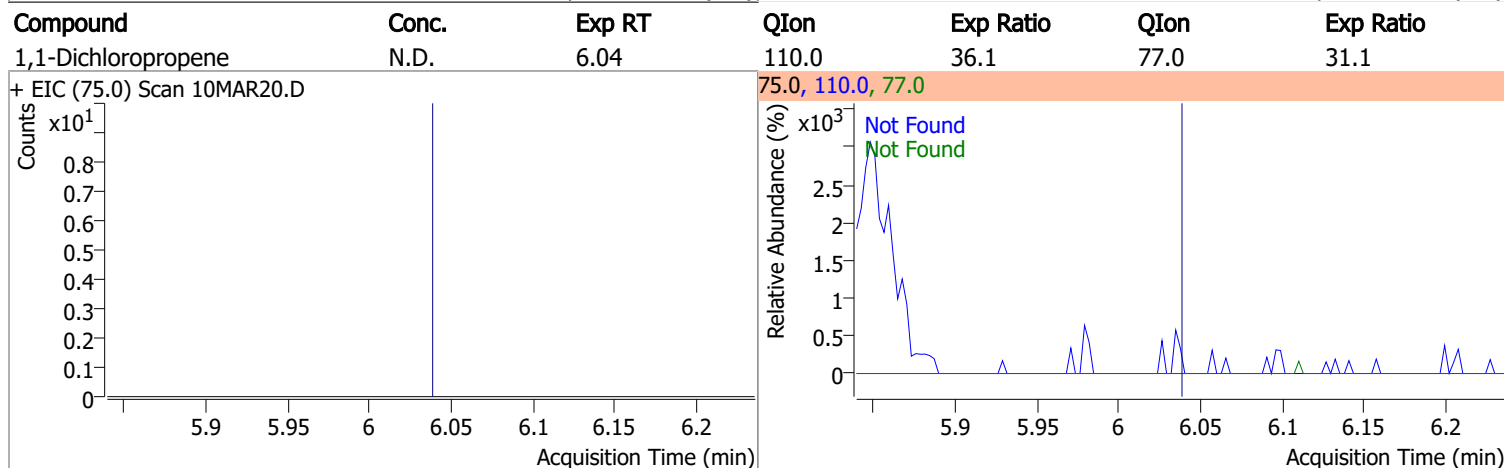 Compound Conc. Exp RT QIon Exp Ratio QIon Exp Ratio
1,1-Dichloropropene N.D. 6.04 110.0 36.1 77.0 31.1
+ EIC (75.0) Scan 10MAR20.D
75.0, 110.0, 77.0
Counts
x10¹
0.8
0.7
0.6
0.5
0.4
0.3
0.2
0.1
0
5.9 5.95 6 6.05 6.1 6.15 6.2
Acquisition Time (min)
Relative Abundance (%)
x10³
Not Found
Not Found
2.5
2
1.5
1
0.5
0
5.9 5.95 6 6.05 6.1 6.15 6.2
Acquisition Time (min)